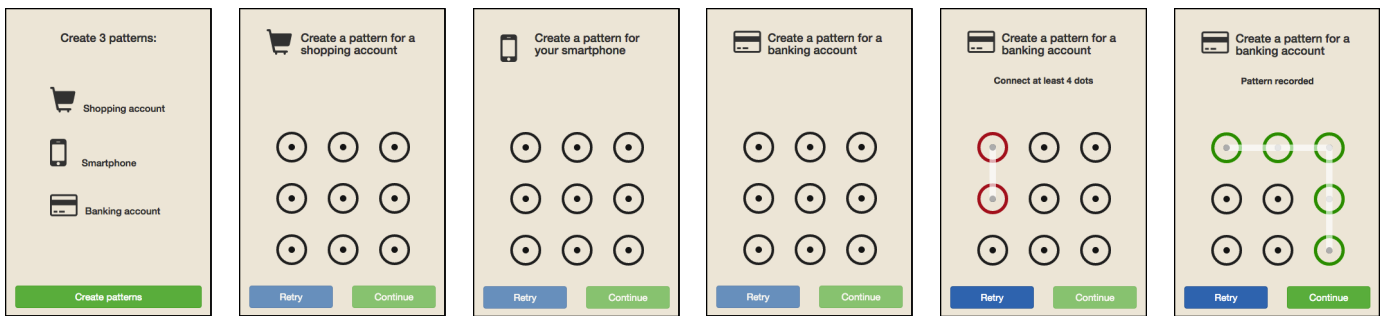 Create 3 patterns:
Shopping account
Smartphone
Banking account
Create patterns
Create a pattern for a
shopping account
Retry
Continue
Create a pattern for
your smartphone
Retry
Continue
Create a pattern for a
banking account
Retry
Continue
Create a pattern for a
banking account
Connect at least 4 dots
Retry
Continue
Create a pattern for a
banking account
Pattern recorded
Retry
Continue